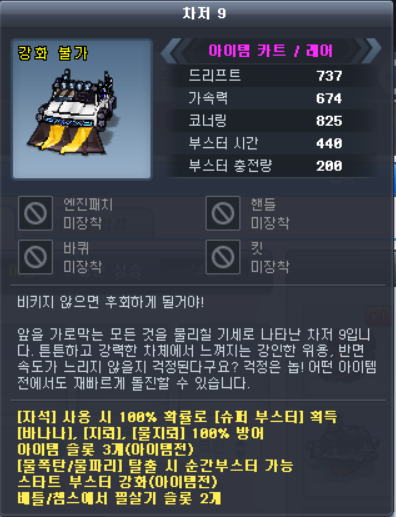 차저 9
강화 불가
아이템 카트 / 레어
드리프트 737
가속력 674
코너링 825
부스터 시간 440
부스터 충전량 200
엔진패치
미장착
핸들
미장착
바퀴
미장착
킷
미장착
비키지 않으면 후회하게 될거야!
앞을 가로막는 모든 것을 물리칠 기세로 나타난 차저 9입니
다. 튼튼하고 강력한 차체에서 느껴지는 강인한 위용, 반면
속도가 느리지 않을지 걱정된다구요? 걱정은 놉! 어떤 아이템
전에서도 재빠르게 돌진할 수 있습니다.
[자석] 사용 시 100% 확률로 [슈퍼 부스터] 획득
[바나나], [지뢰], [물지뢰] 100% 방어
아이템 슬롯 3개(아이템전)
[물폭탄/물파리] 탈출 시 순간부스터 가능
스타트 부스터 강화(아이템전)
배틀/챔스에서 필살기 슬롯 2개